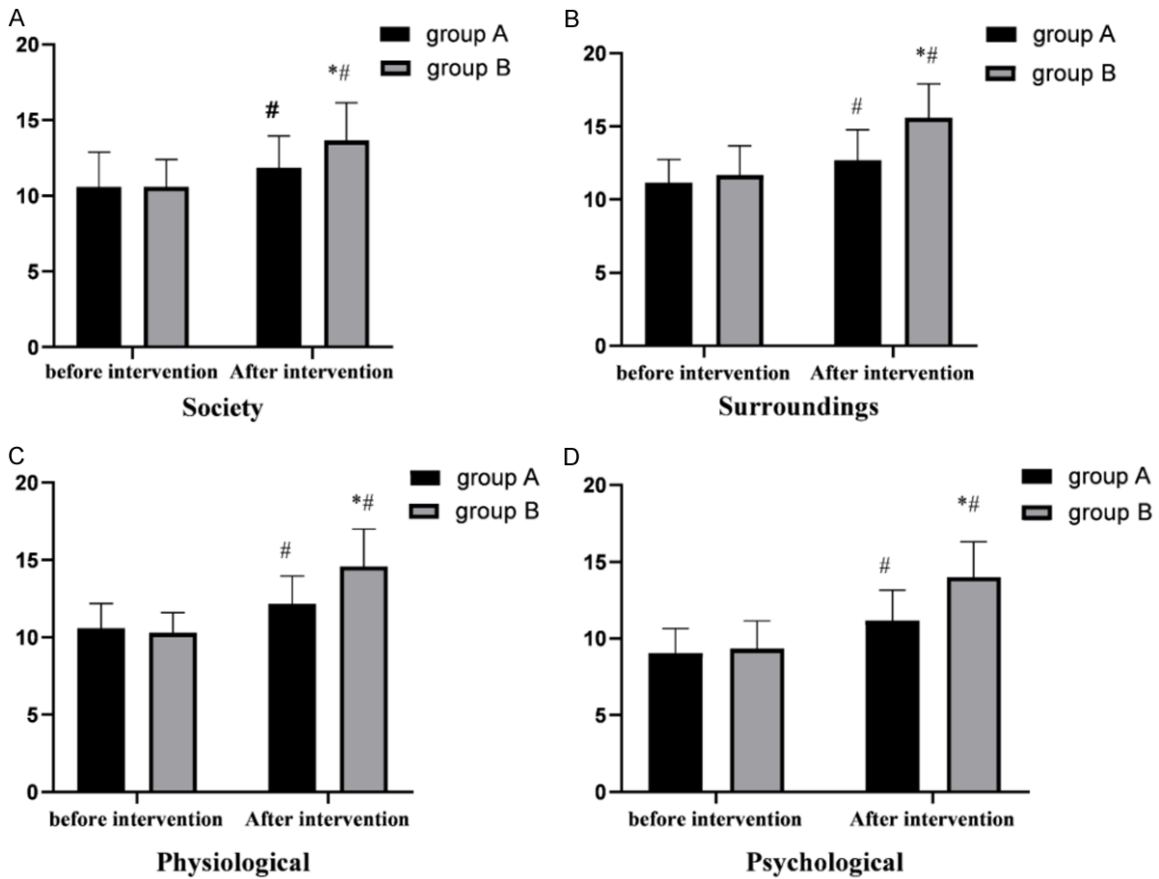 A
20
15
10
5
0
group A
group B
#
*#
before intervention After intervention
Society
B
20
15
10
5
0
group A
group B
#
*#
before intervention After intervention
Surroundings
C
20
15
10
5
0
group A
group B
#
*#
before intervention After intervention
Physiological
D
20
15
10
5
0
group A
group B
#
*#
before intervention After intervention
Psychological